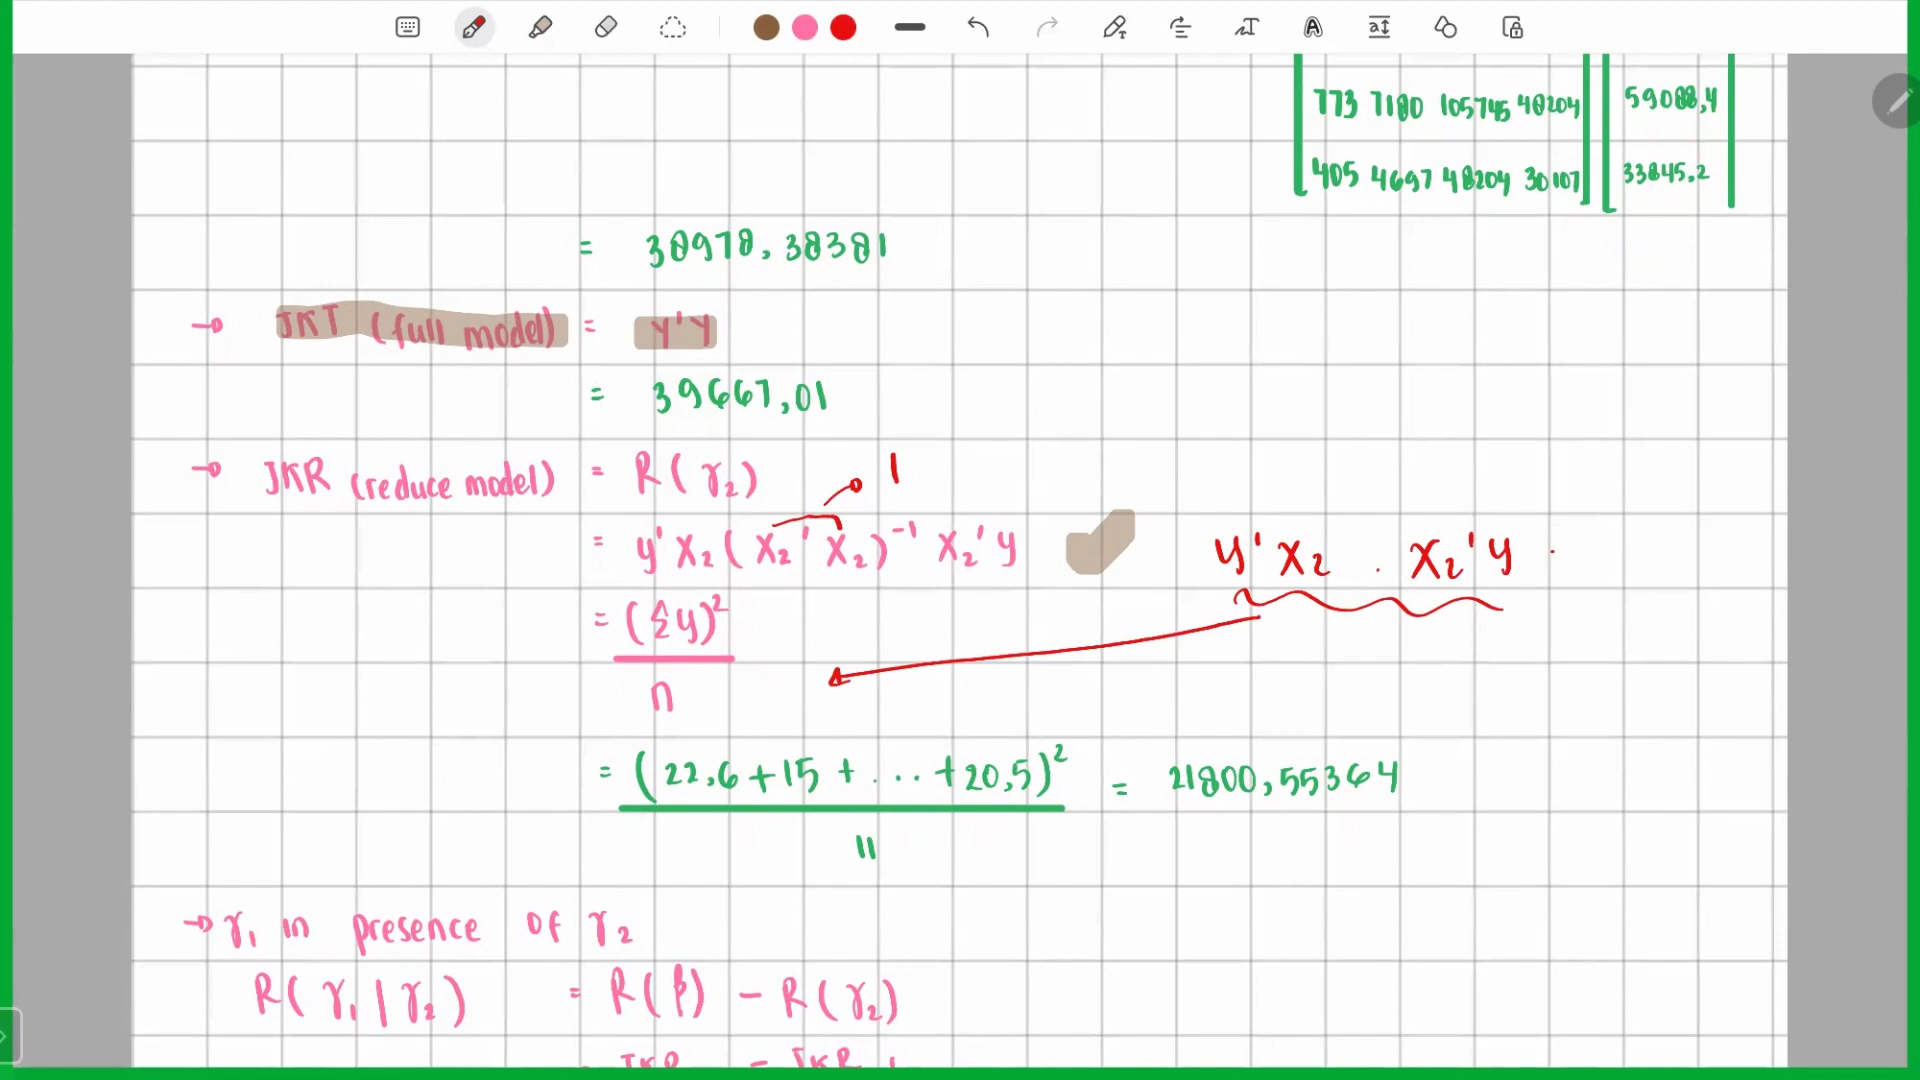 773 7180 105745 48204 59088,4
405 4697 48204 30107 33845,2
= 38978,38381
→ JKT (full model) = y'y
= 39667,01
→ JKR (reduce model) = R(γ₂)
1
= y'X₂(X₂'X₂)⁻¹ X₂'y
y'X₂ . X₂'y .
= (Σy)²
n
= (22,6+15 + ... +20,5)² = 21800,55364
11
→ γ₁ in presence of γ₂
R(γ₁|γ₂) = R(β) - R(γ₂)